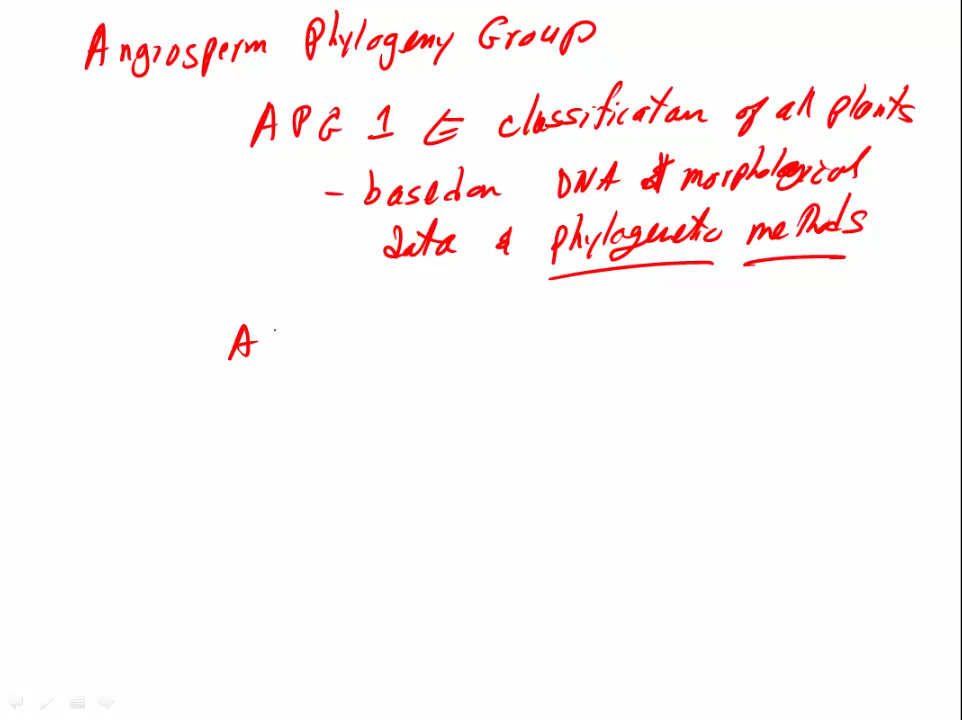 Angiosperm Phylogeny Group
APG 1 ← classification of all plants
- based on DNA & morphological
data & phylogenetic methods
A